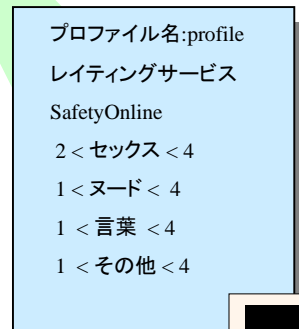 プロファイル名:profile
レイティングサービス
SafetyOnline
2 < セックス < 4
1 < ヌード < 4
1 < 言葉 < 4
1 < その他 < 4